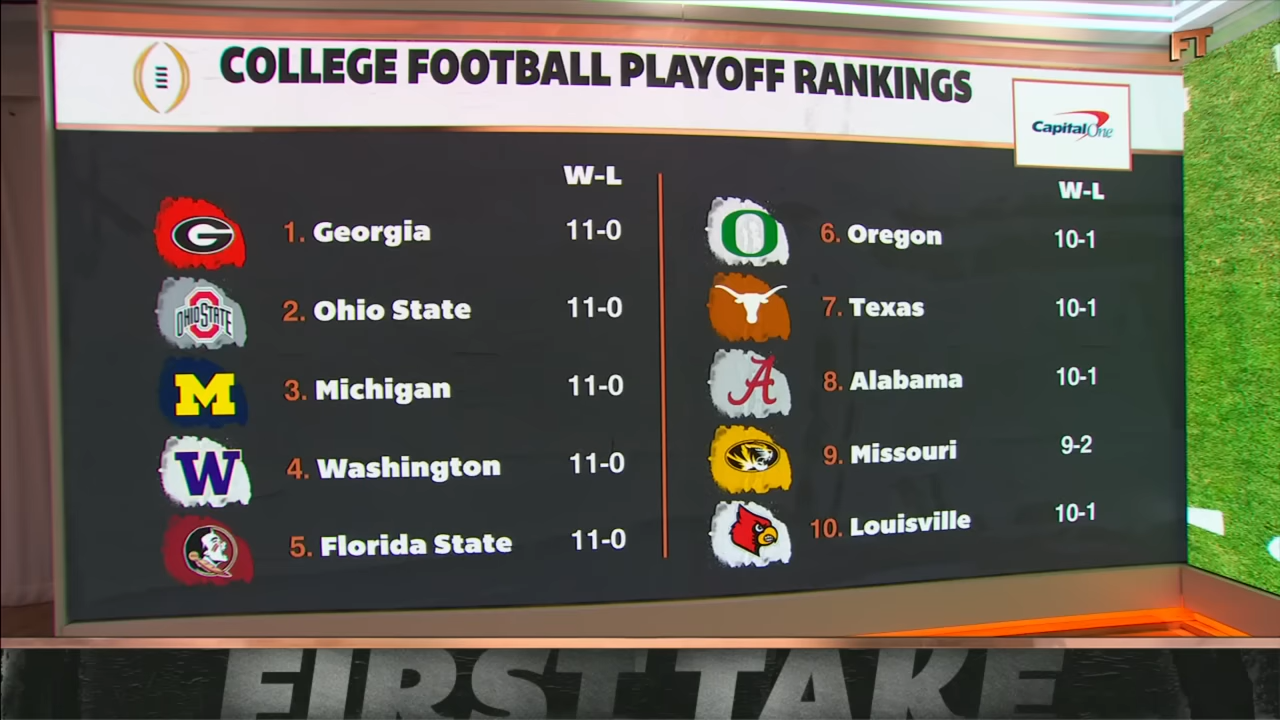 COLLEGE FOOTBALL PLAYOFF RANKINGS
FT
Capital One
W-L
1. Georgia 11-0
2. Ohio State 11-0
3. Michigan 11-0
4. Washington 11-0
5. Florida State 11-0
W-L
6. Oregon 10-1
7. Texas 10-1
8. Alabama 10-1
9. Missouri 9-2
10. Louisville 10-1
G
OHIO STATE
M
W
O
A
FIRST TAKE